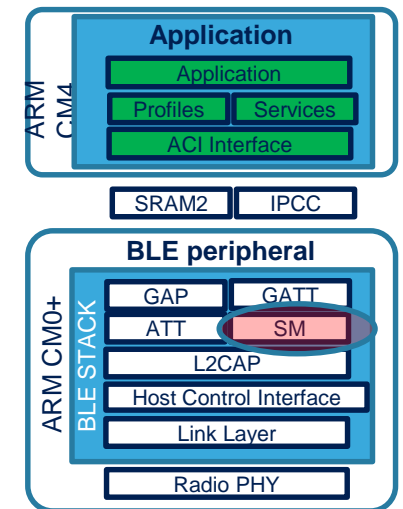 Application
ARM
CM4
Application
Profiles Services
ACI Interface
SRAM2 IPCC
BLE peripheral
ARM CM0+
BLE STACK
GAP GATT
ATT SM
L2CAP
Host Control Interface
Link Layer
Radio PHY